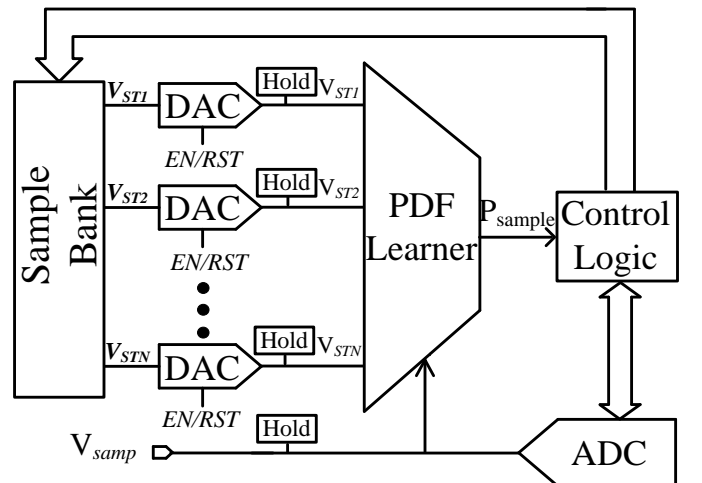 Sample Bank
V_ST1
DAC
EN/RST
Hold
V_ST1
V_ST2
DAC
EN/RST
Hold
V_ST2
V_STN
DAC
EN/RST
Hold
V_STN
PDF
Learner
P_sample
Control
Logic
V_samp
Hold
ADC